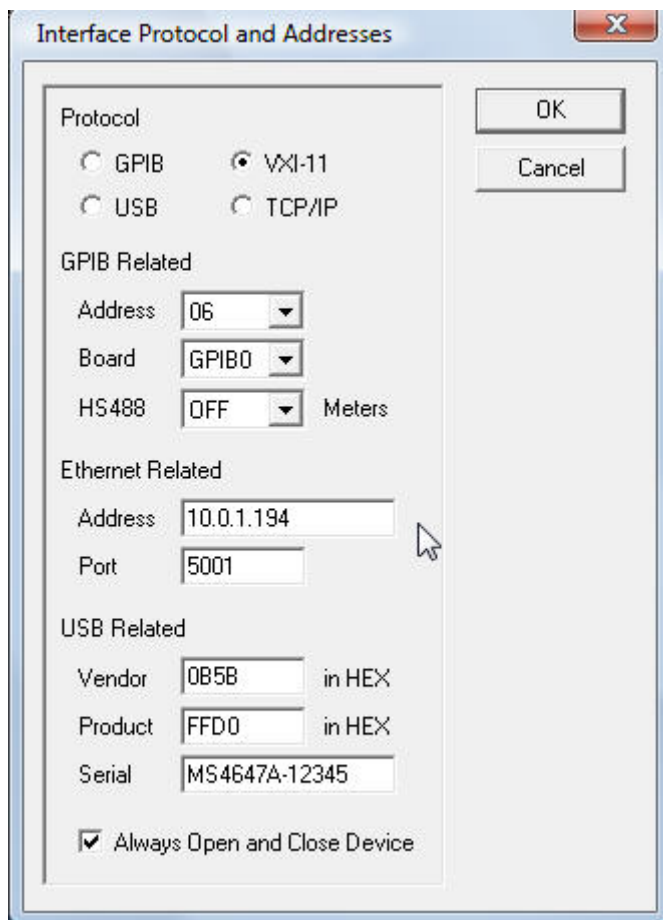 Interface Protocol and Addresses
Protocol
OK
GPIB VXI-11
Cancel
USB TCP/IP
GPIB Related
Address 06
Board GPIB0
HS488 OFF Meters
Ethernet Related
Address 10.0.1.194
Port 5001
USB Related
Vendor 0B5B in HEX
Product FFD0 in HEX
Serial MS4647A-12345
Always Open and Close Device